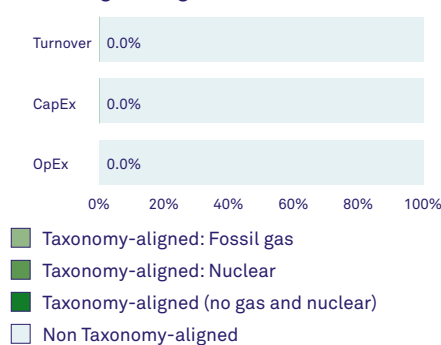 Turnover 0.0%
CapEx 0.0%
OpEx 0.0%
0% 20% 40% 60% 80% 100%
Taxonomy-aligned: Fossil gas
Taxonomy-aligned: Nuclear
Taxonomy-aligned (no gas and nuclear)
Non Taxonomy-aligned